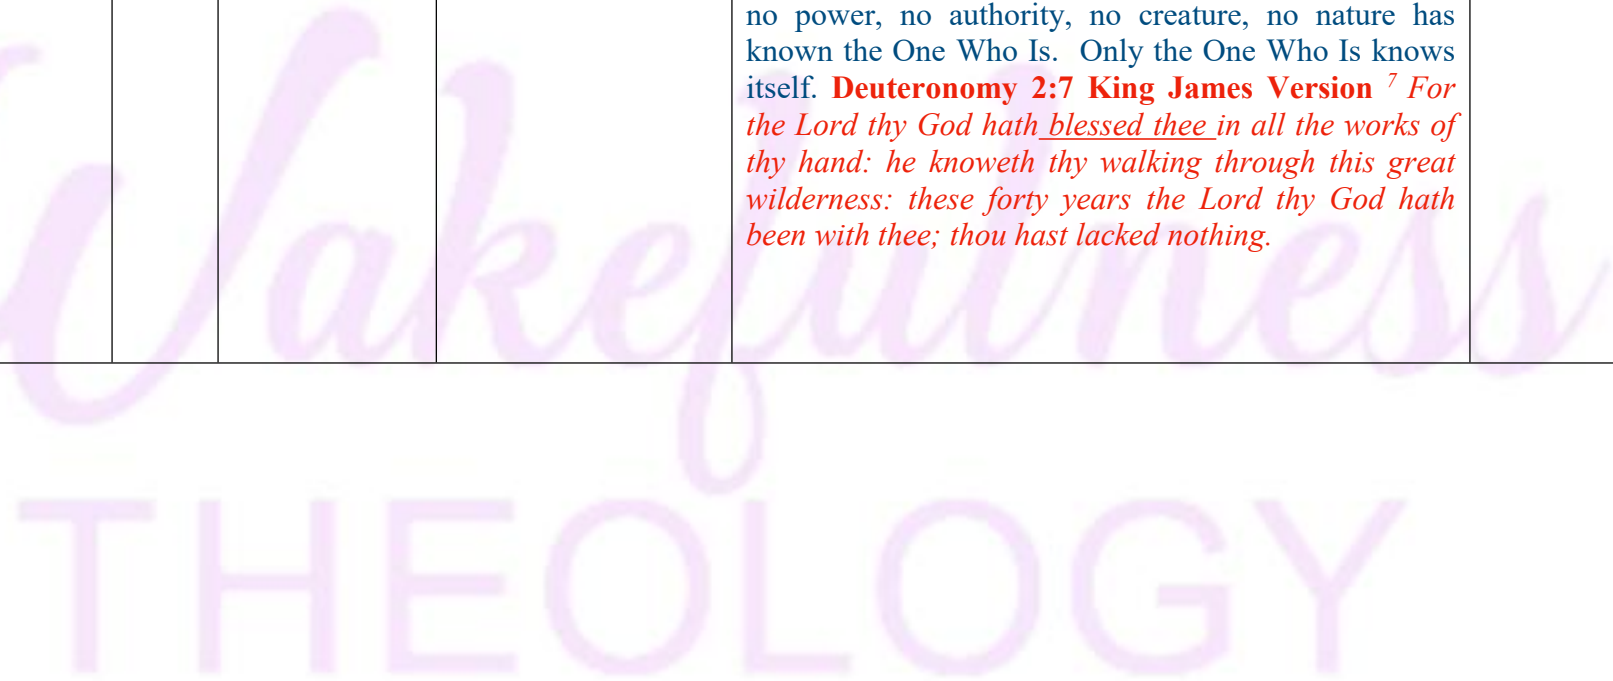 no power, no authority, no creature, no nature has
known the One Who Is.  Only the One Who Is knows
itself. Deuteronomy 2:7 King James Version 7 For
the Lord thy God hath blessed thee in all the works of
thy hand: he knoweth thy walking through this great
wilderness: these forty years the Lord thy God hath
been with thee; thou hast lacked nothing.
Wakefulness
THEOLOGY